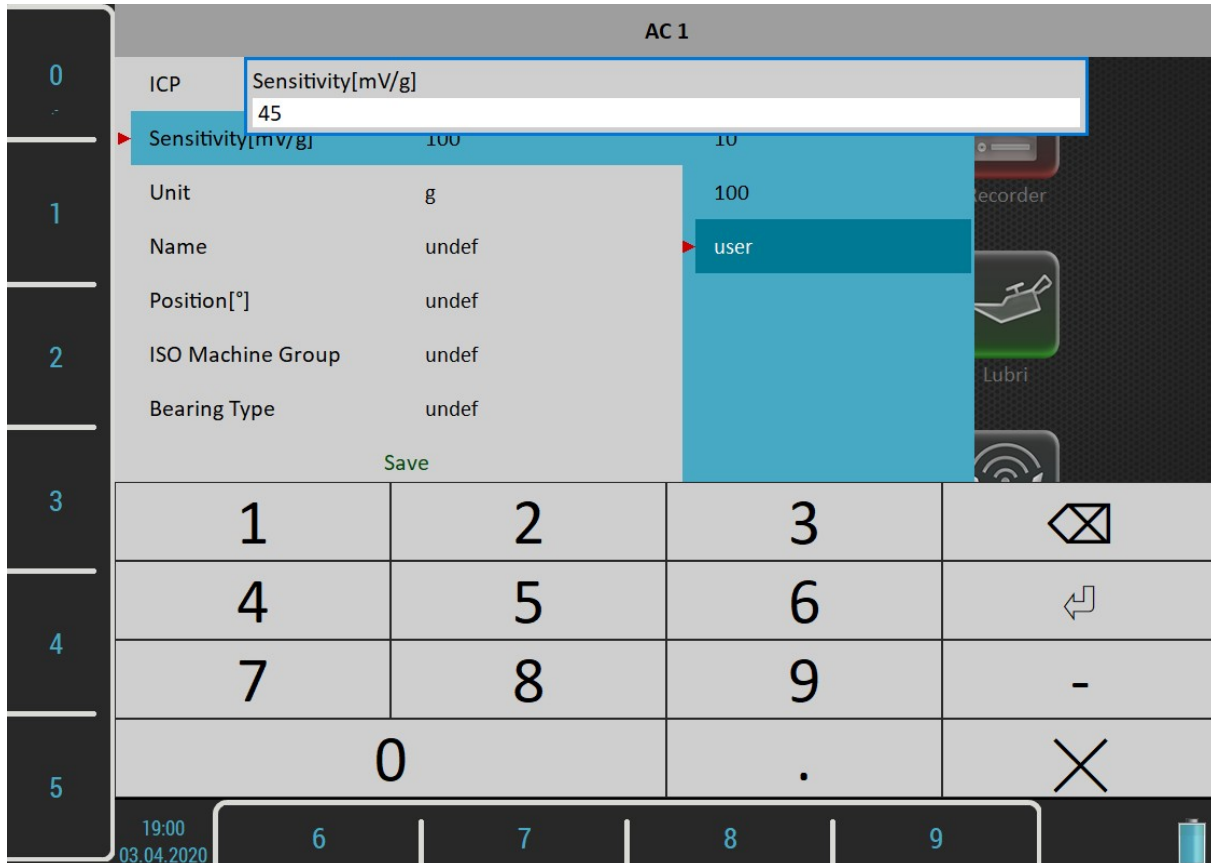 AC 1
0
ICP
Sensitivity[mV/g]
45
Sensitivity[mV/g] 100 10
Unit g 100
Recorder
1
Name undef user
Position[°] undef
2
ISO Machine Group undef
Lubri
Bearing Type undef
Save
3
1 2 3
4 5 6
4
7 8 9 -
0 .
5
19:00
03.04.2020
6 7 8 9